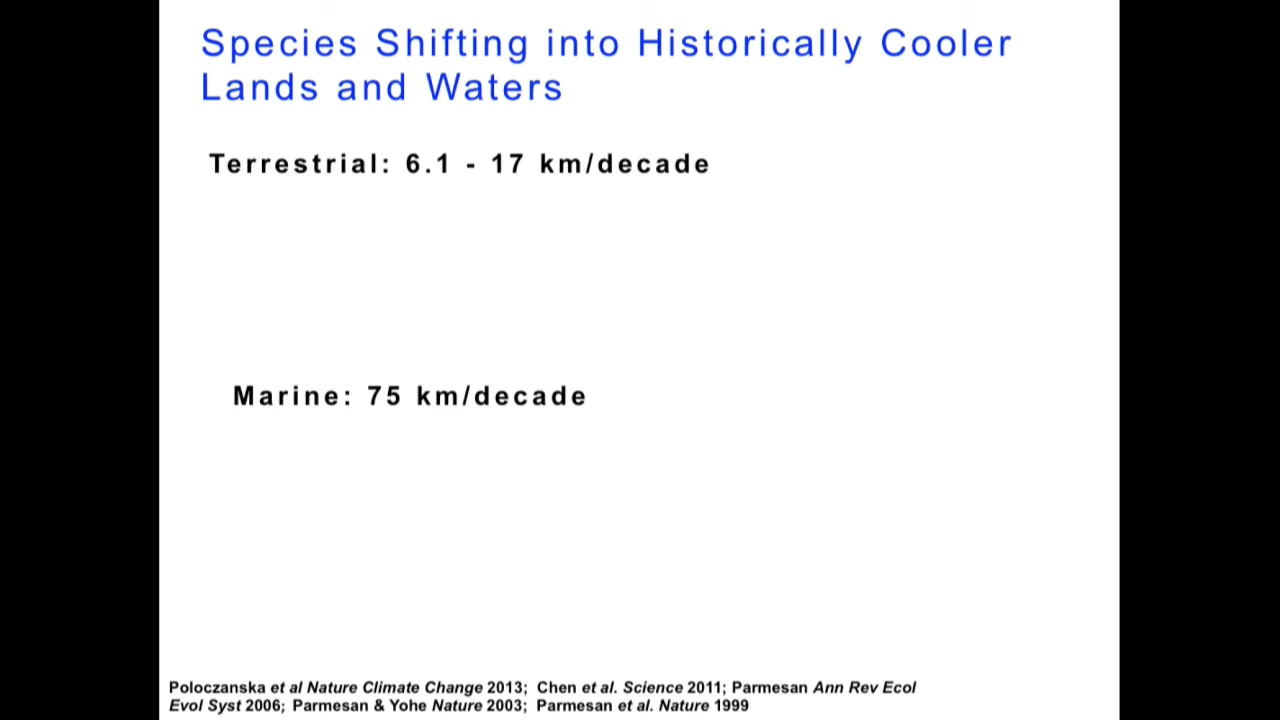 Species Shifting into Historically Cooler
Lands and Waters
Terrestrial: 6.1 - 17 km/decade
Marine: 75 km/decade
Poloczanska et al Nature Climate Change 2013; Chen et al. Science 2011; Parmesan Ann Rev Ecol
Evol Syst 2006; Parmesan & Yohe Nature 2003; Parmesan et al. Nature 1999